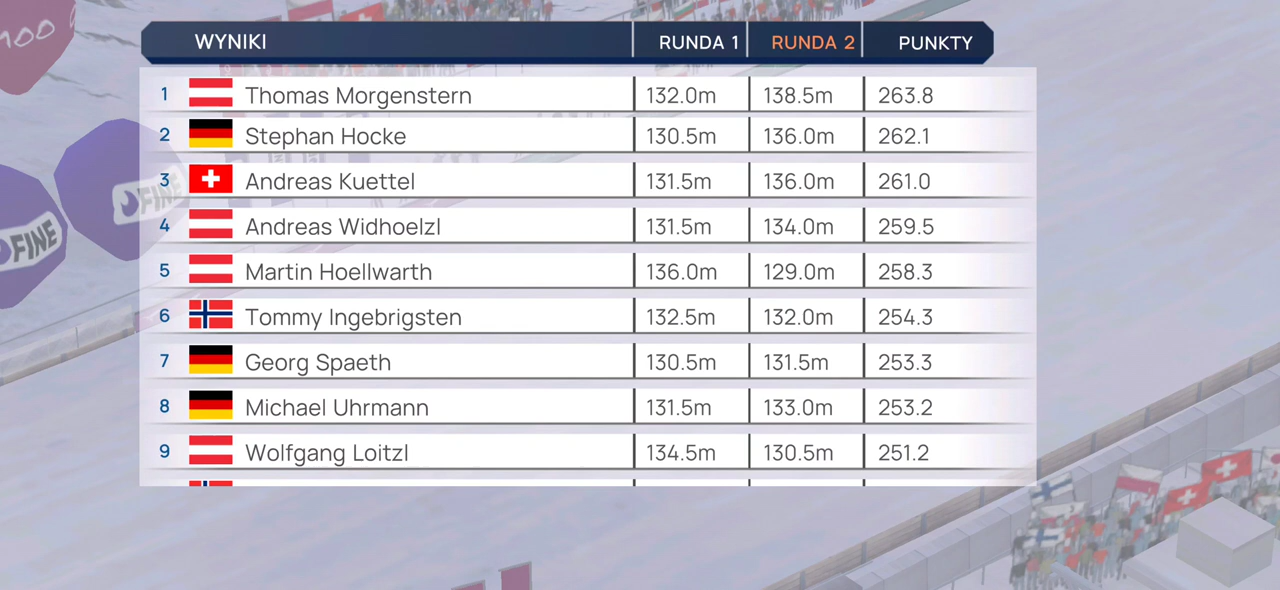 noo
WYNIKI RUNDA 1 RUNDA 2 PUNKTY
1 Thomas Morgenstern 132.0m 138.5m 263.8
2 Stephan Hocke 130.5m 136.0m 262.1
3 Andreas Kuettel 131.5m 136.0m 261.0
4 Andreas Widhoelzl 131.5m 134.0m 259.5
5 Martin Hoellwarth 136.0m 129.0m 258.3
6 Tommy Ingebrigsten 132.5m 132.0m 254.3
7 Georg Spaeth 130.5m 131.5m 253.3
8 Michael Uhrmann 131.5m 133.0m 253.2
9 Wolfgang Loitzl 134.5m 130.5m 251.2
FINE
FINE